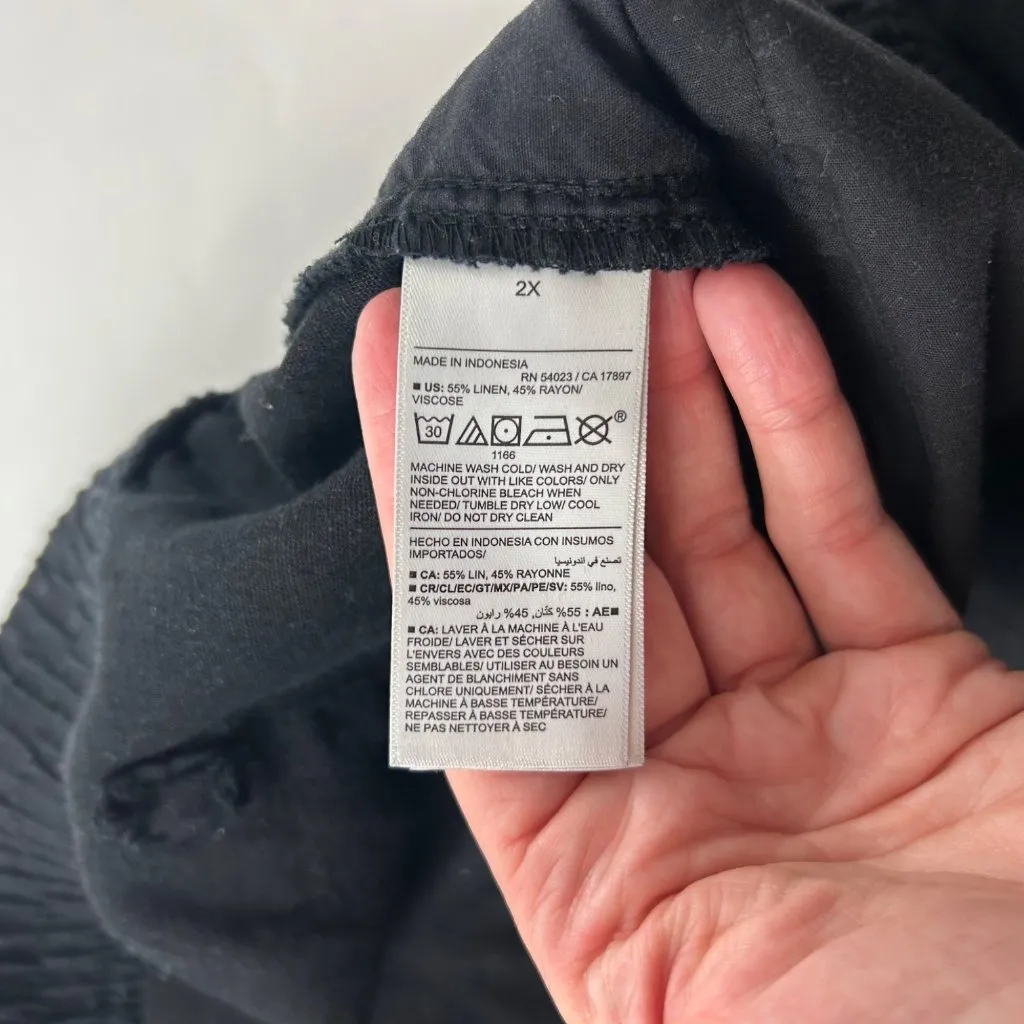 2X
MADE IN INDONESIA
RN 54023 / CA 17897
■ US: 55% LINEN, 45% RAYON/
VISCOSE
30
®
1166
MACHINE WASH COLD/ WASH AND DRY
INSIDE OUT WITH LIKE COLORS/ ONLY
NON-CHLORINE BLEACH WHEN
NEEDED/ TUMBLE DRY LOW/ COOL
IRON/ DO NOT DRY CLEAN
HECHO EN INDONESIA CON INSUMOS
IMPORTADOS/
تصنع في اندونيسيا
■ CA: 55% LIN, 45% RAYONNE
■ CR/CL/EC/GT/MX/PA/PE/SV: 55% lino,
45% viscosa
■AE : 55% كتّان, 45% رايون
■ CA: LAVER À LA MACHINE À L'EAU
FROIDE/ LAVER ET SÉCHER SUR
L'ENVERS AVEC DES COULEURS
SEMBLABLES/ UTILISER AU BESOIN UN
AGENT DE BLANCHIMENT SANS
CHLORE UNIQUEMENT/ SÉCHER À LA
MACHINE À BASSE TEMPÉRATURE/
REPASSER À BASSE TEMPÉRATURE/
NE PAS NETTOYER À SEC